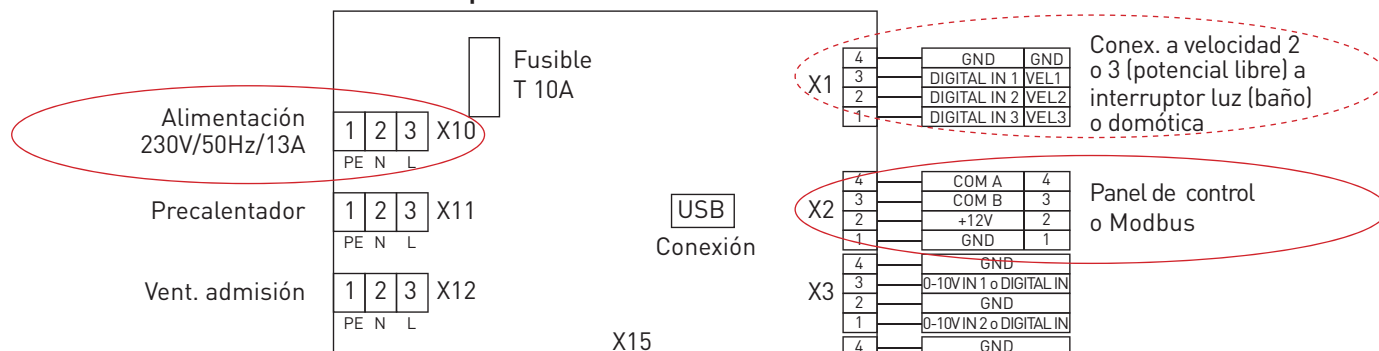 Fusible
T 10A
Alimentación
230V/50Hz/13A
1 2 3 X10
PE N L
Precalentador
1 2 3 X11
PE N L
Vent. admisión
1 2 3 X12
PE N L
USB
Conexión
X15
X1
4 GND GND
3 DIGITAL IN 1 VEL1
2 DIGITAL IN 2 VEL2
1 DIGITAL IN 3 VEL3
Conex. a velocidad 2
o 3 (potencial libre) a
interruptor luz (baño)
o domótica
X2
4 COM A 4
3 COM B 3
2 +12V 2
1 GND 1
Panel de control
o Modbus
X3
4 GND
3 0-10V IN 1 o DIGITAL IN
2 GND
1 0-10V IN 2 o DIGITAL IN
4 GND